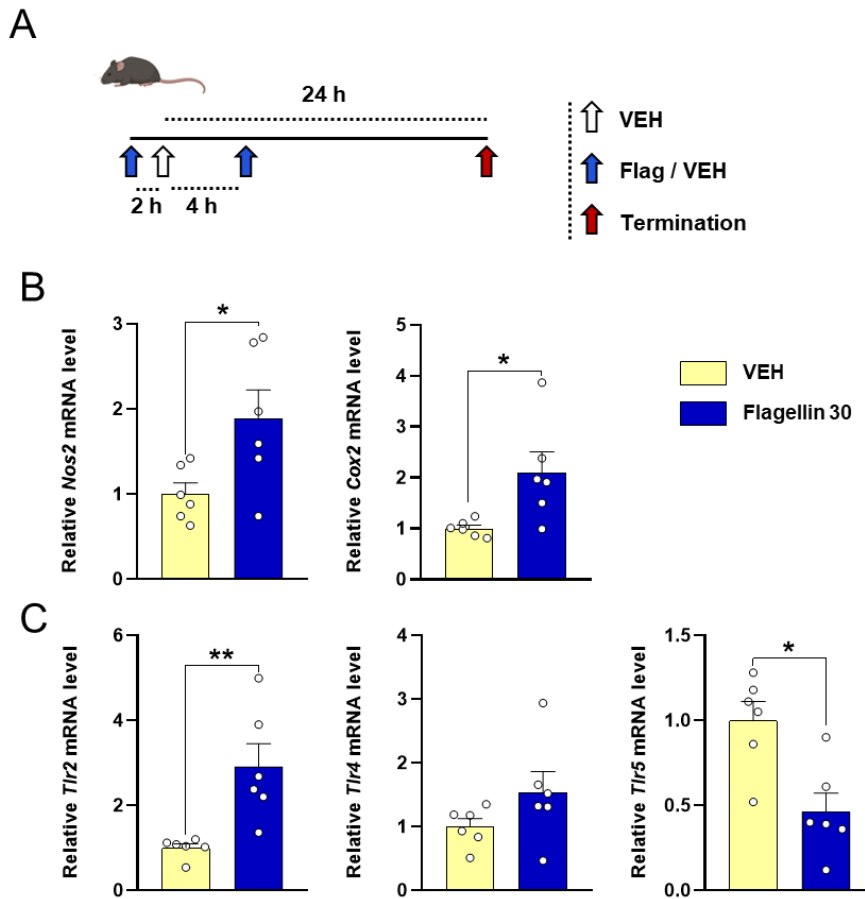 A
24 h
2 h
4 h
VEH
Flag / VEH
Termination
B
Relative Nos2 mRNA level
3
2
1
0
*
Relative Cox2 mRNA level
5
4
3
2
1
0
*
VEH
Flagellin 30
C
Relative Tlr2 mRNA level
6
4
2
0
**
Relative Tlr4 mRNA level
4
3
2
1
0
Relative Tlr5 mRNA level
1.5
1.0
0.5
0.0
*